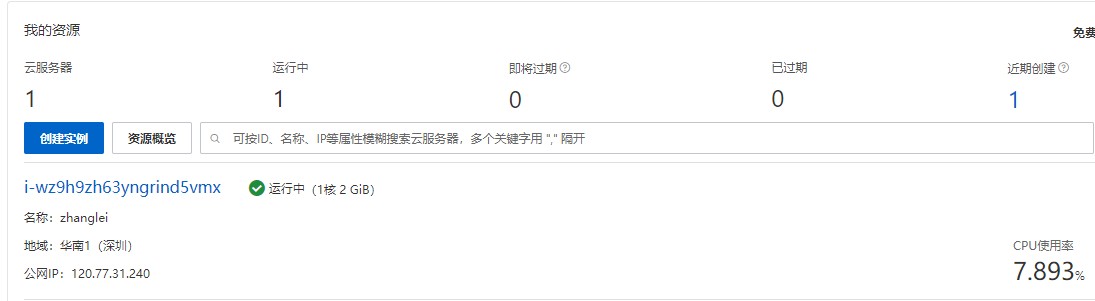 我的资源
免费
云服务器 运行中 即将过期 已过期 近期创建
1 1 0 0 1
创建实例 资源概览 可按ID、名称、IP等属性模糊搜索云服务器，多个关键字用 "," 隔开
i-wz9h9zh63yngrind5vmx 运行中 (1核 2 GiB)
名称：zhanglei
地域：华南1（深圳）
CPU使用率
公网IP：120.77.31.240
7.893%